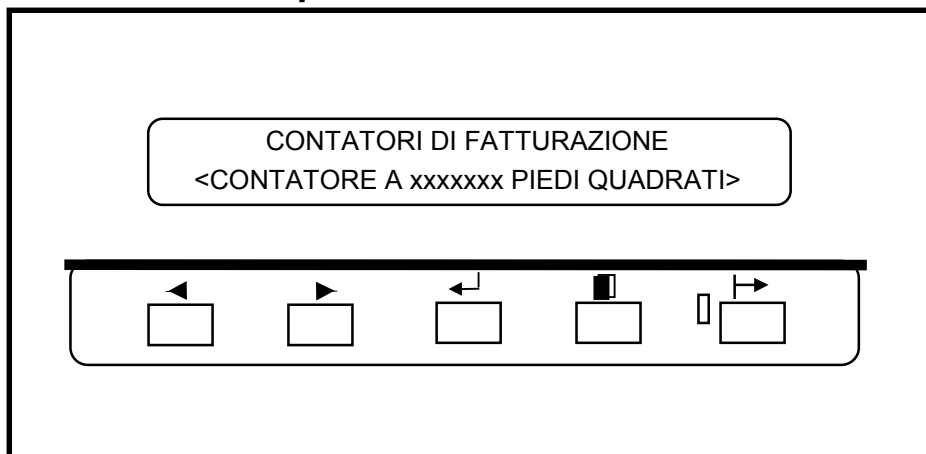 CONTATORI DI FATTURAZIONE
<CONTATORE A xxxxxxx PIEDI QUADRATI>